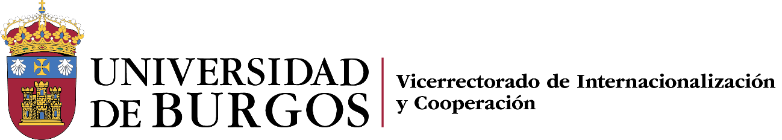 UNIVERSIDAD
DE BURGOS
Vicerrectorado de Internacionalización
y Cooperación